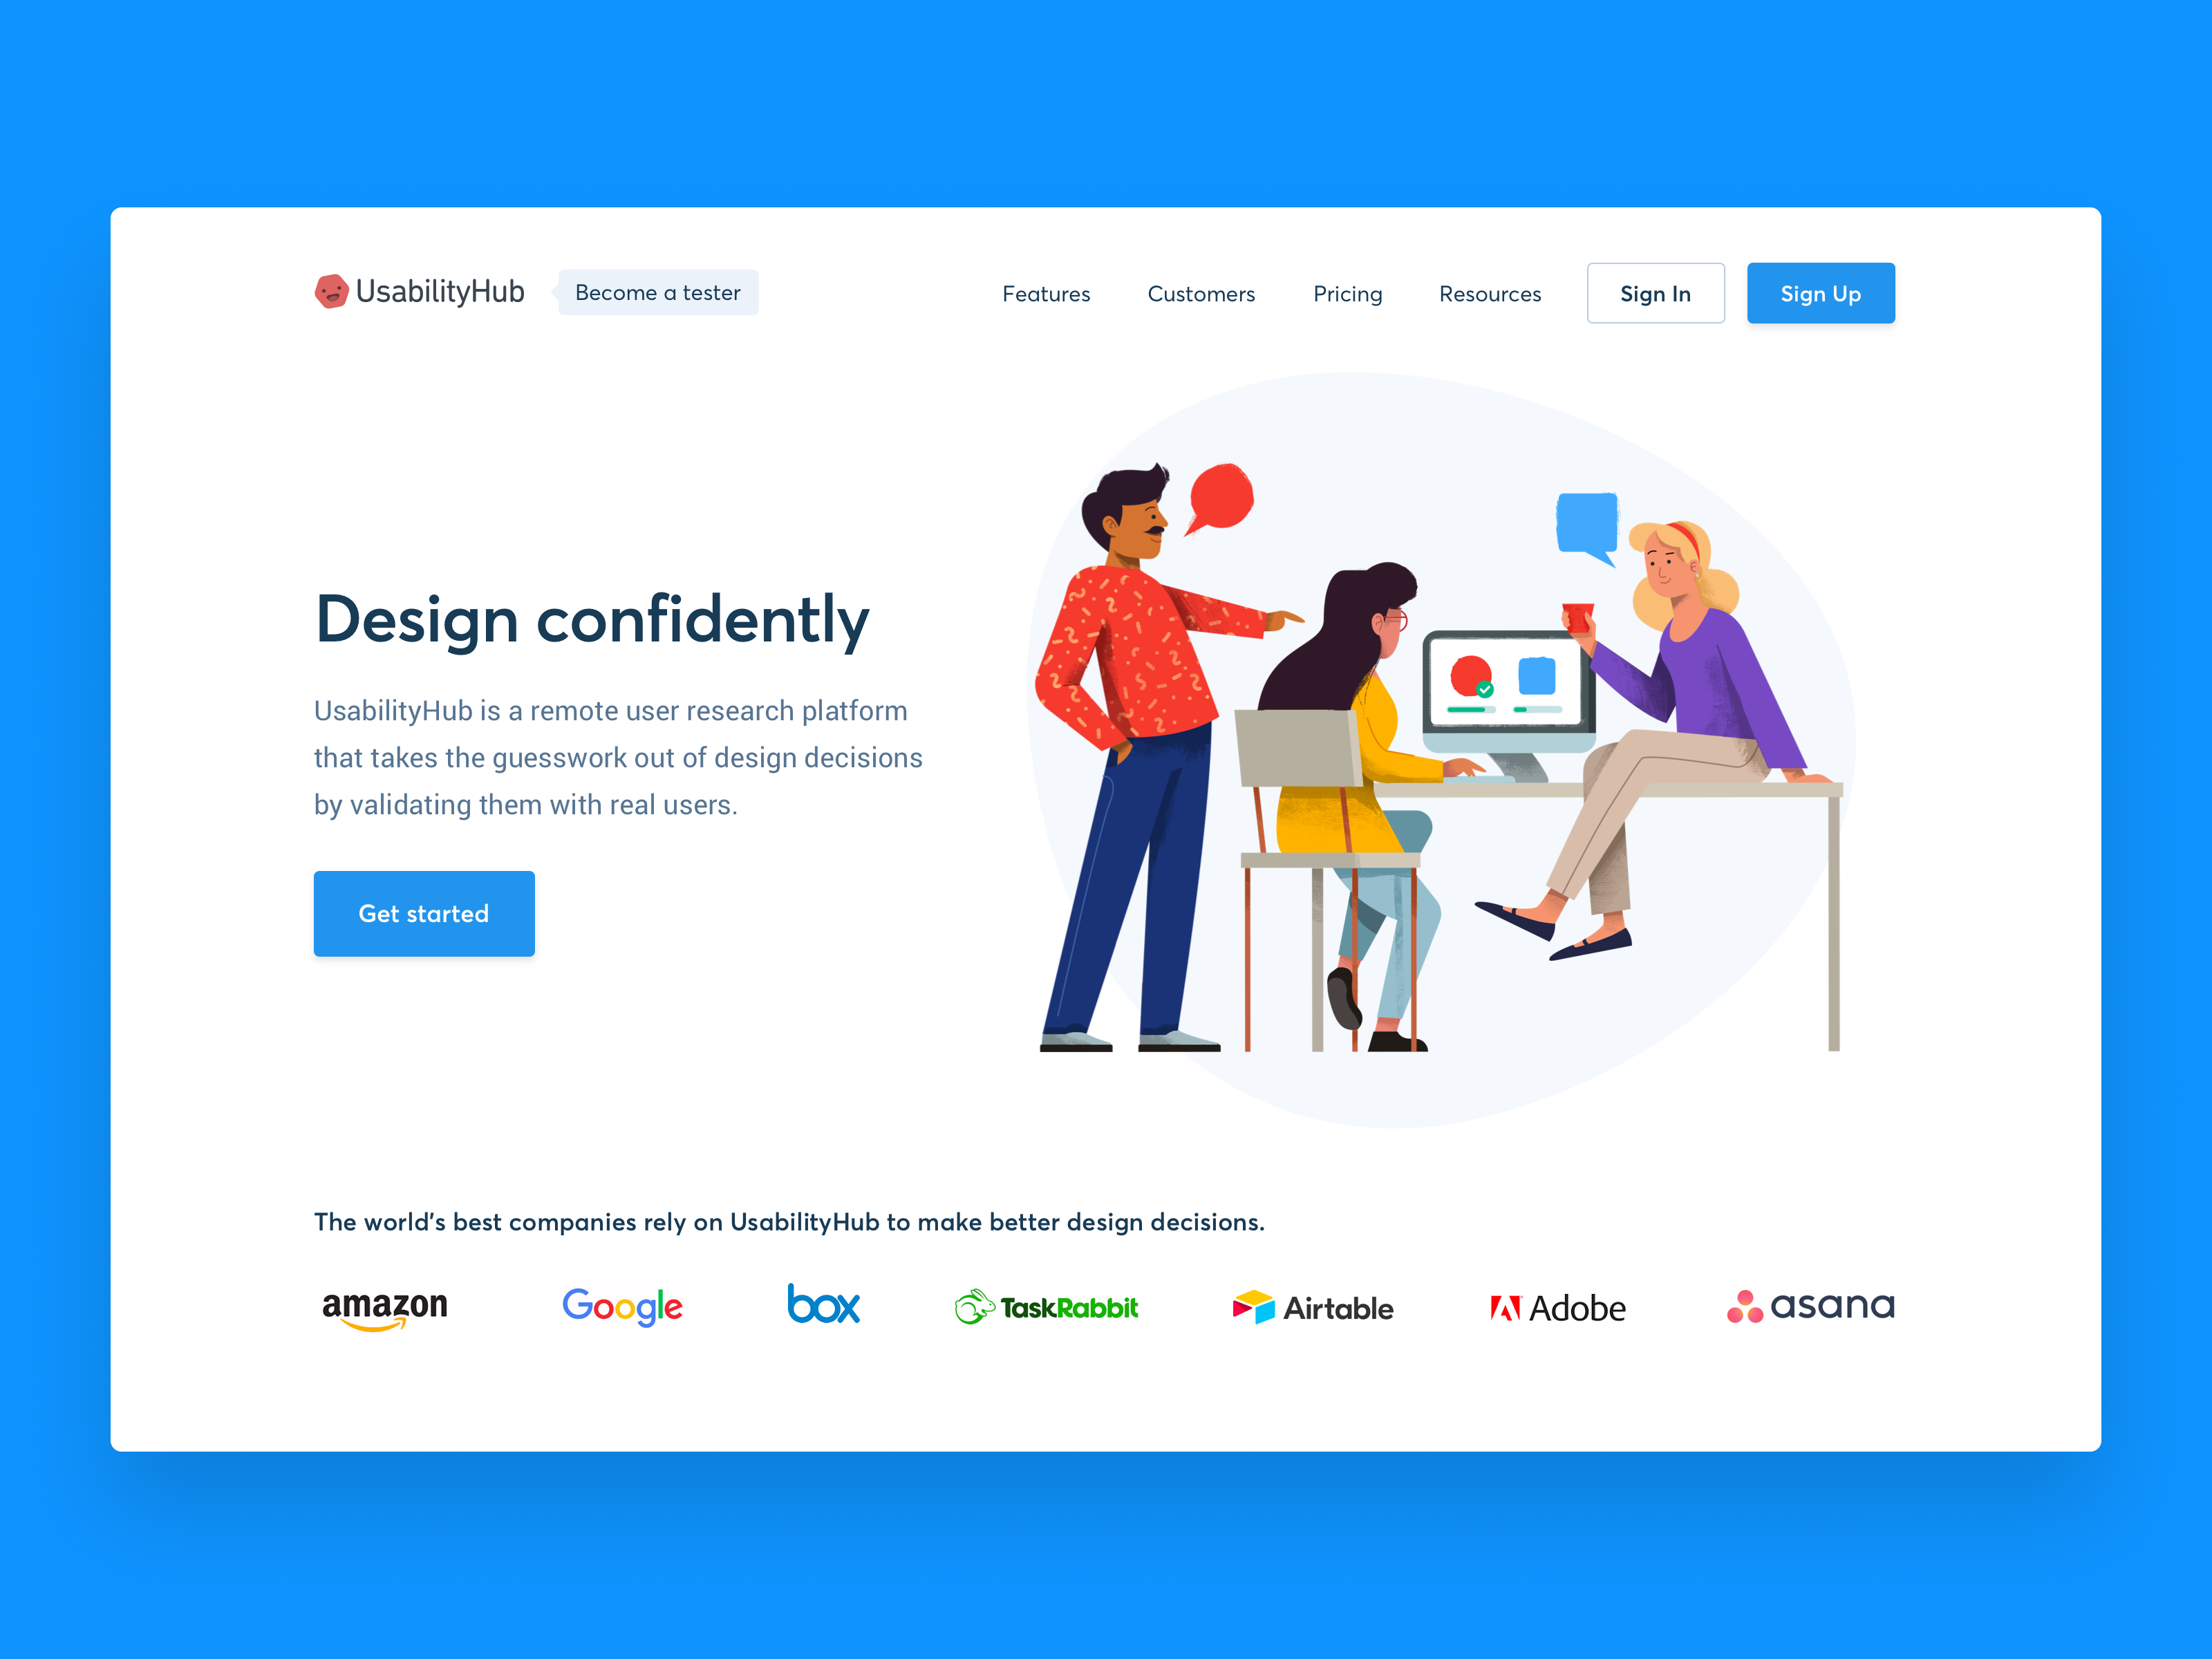 UsabilityHub
Become a tester
Features
Customers
Pricing
Resources
Sign In
Sign Up
Design confidently
UsabilityHub is a remote user research platform
that takes the guesswork out of design decisions
by validating them with real users.
Get started
The world's best companies rely on UsabilityHub to make better design decisions.
amazon
Google
box
TaskRabbit
Airtable
Adobe
asana